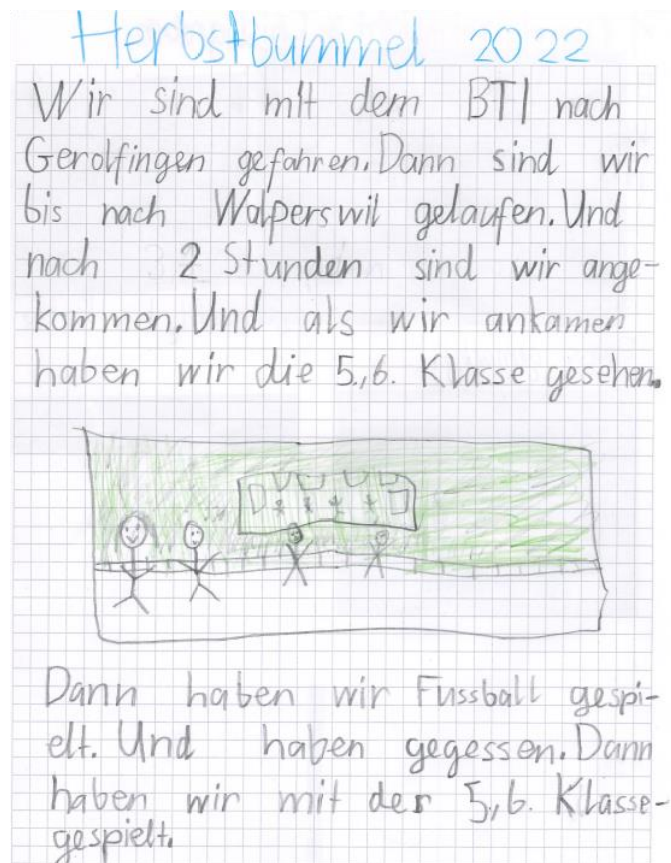 Herbstbummel 2022
Wir sind mit dem BTI nach
Gerolfingen gefahren. Dann sind wir
bis nach Walperswil gelaufen. Und
nach 2 Stunden sind wir ange-
kommen. Und als wir ankamen
haben wir die 5., 6. Klasse gesehen.
Dann haben wir Fussball gespi-
elt. Und haben gegessen. Dann
haben wir mit der 5., 6. Klasse-
gespielt.